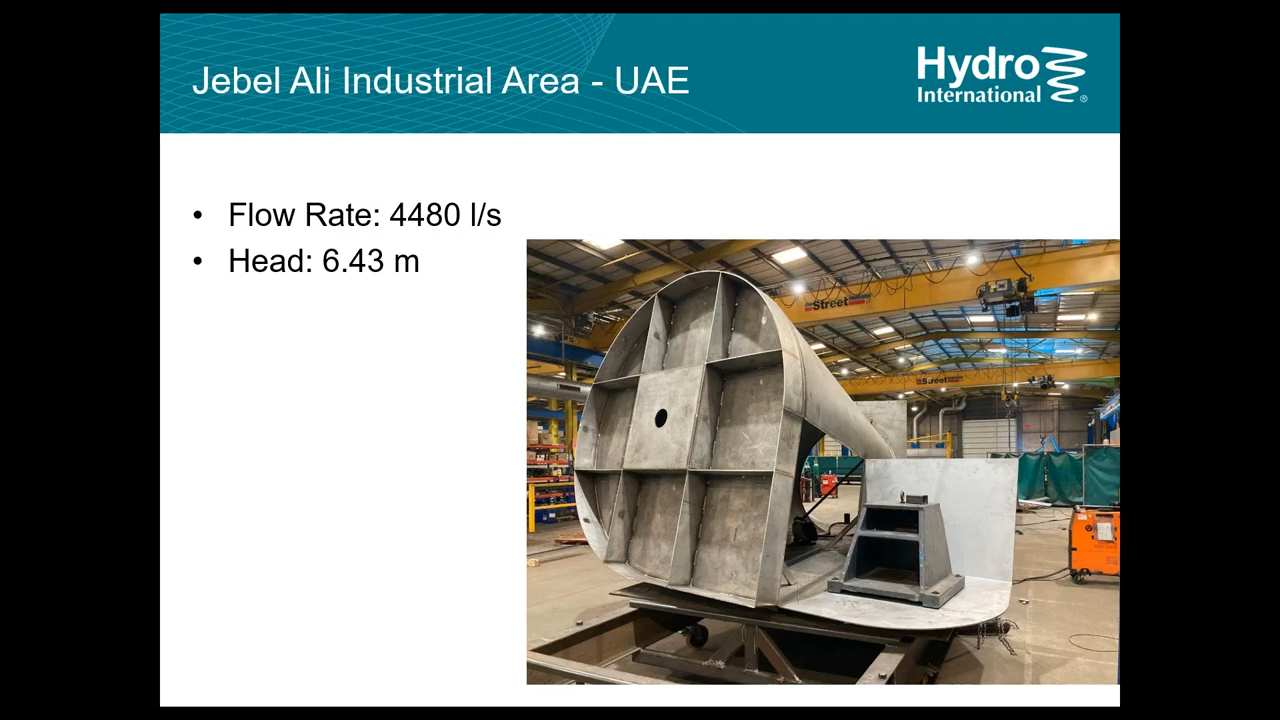 Jebel Ali Industrial Area - UAE
Hydro
International
®
• Flow Rate: 4480 l/s
• Head: 6.43 m
Street
Street